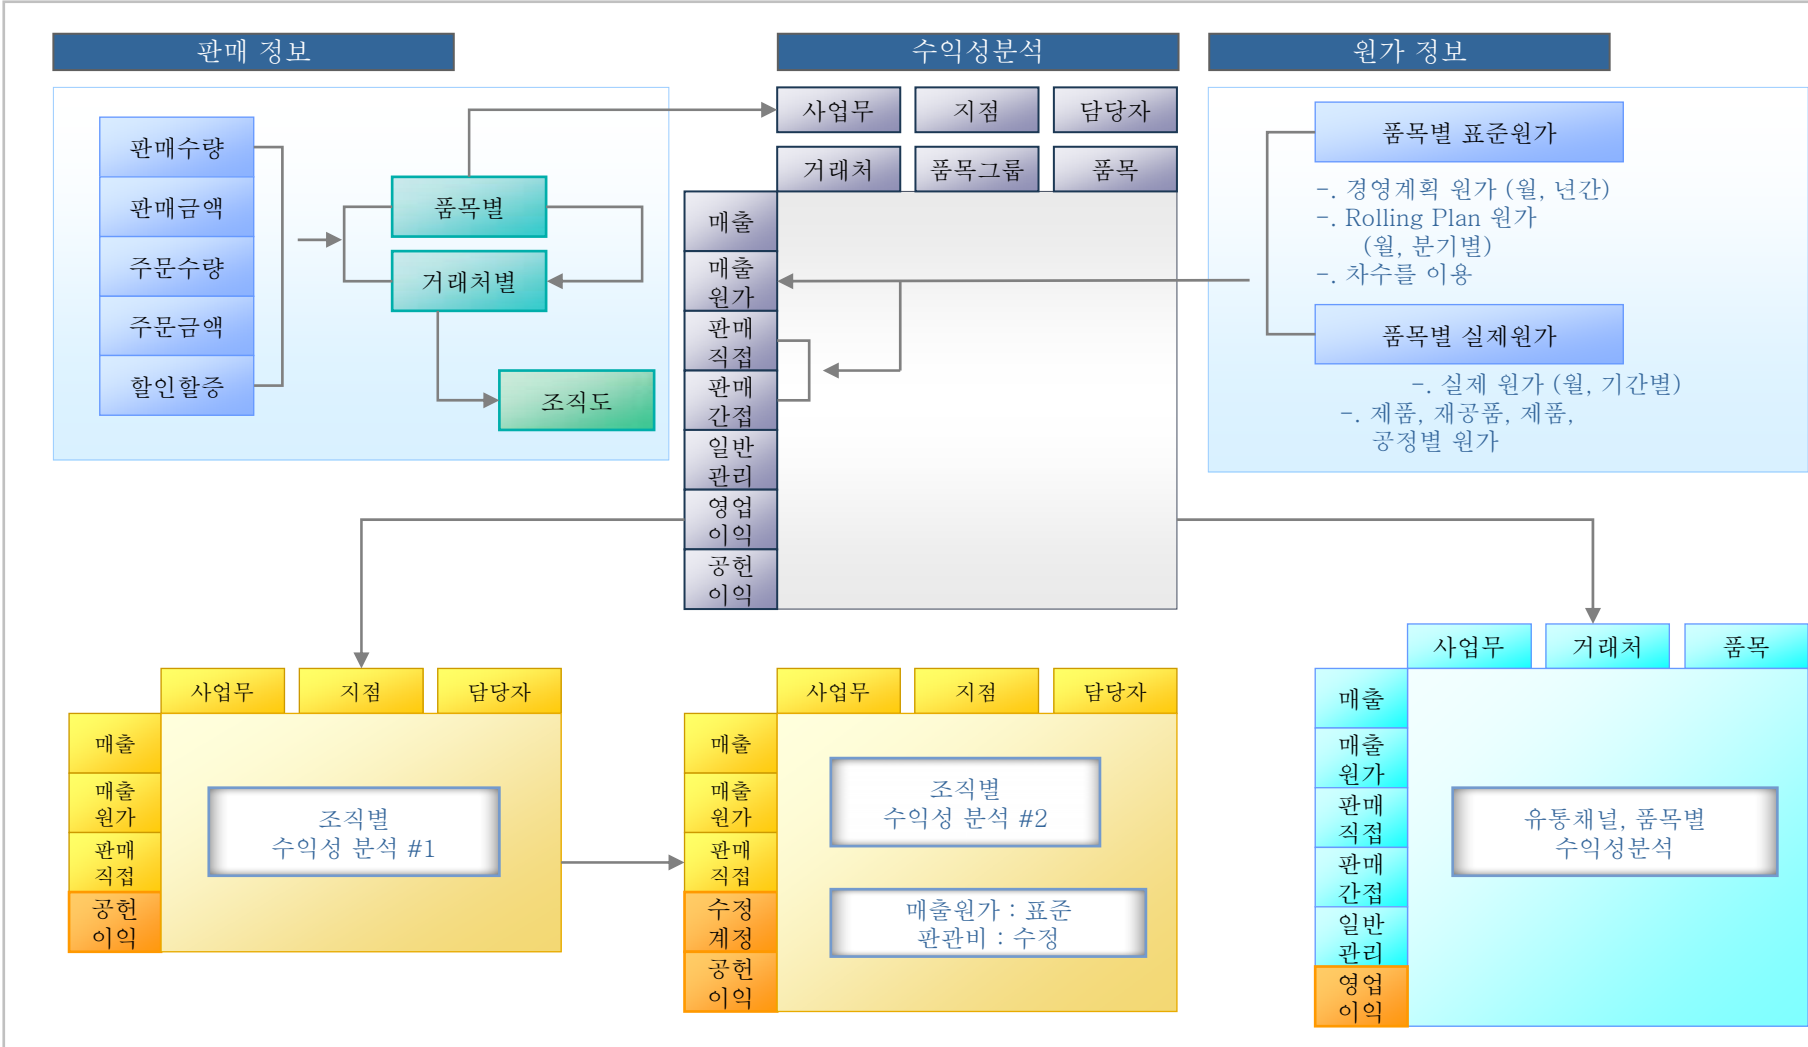 판매 정보
수익성분석
원가 정보
판매수량
판매금액
주문수량
주문금액
할인할증
품목별
거래처별
조직도
사업무
지점
담당자
거래처
품목그룹
품목
매출
매출
원가
판매
직접
판매
간접
일반
관리
영업
이익
공헌
이익
품목별 표준원가
-. 경영계획 원가 (월, 년간)
-. Rolling Plan 원가
(월, 분기별)
-. 차수를 이용
품목별 실제원가
-. 실제 원가 (월, 기간별)
-. 제품, 재공품, 제품,
공정별 원가
사업무
지점
담당자
매출
매출
원가
판매
직접
공헌
이익
조직별
수익성 분석 #1
사업무
지점
담당자
매출
매출
원가
판매
직접
수정
계정
공헌
이익
조직별
수익성 분석 #2
매출원가 : 표준
판관비 : 수정
사업무
거래처
품목
매출
매출
원가
판매
직접
판매
간접
일반
관리
영업
이익
유통채널, 품목별
수익성분석